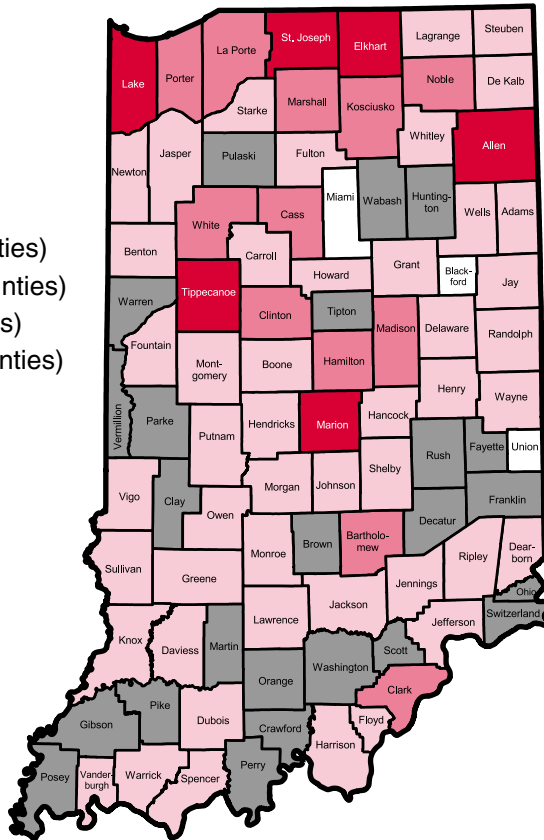 St. Joseph
Elkhart
Lagrange
Steuben
La Porte
Lake
Porter
Noble
De Kalb
Starke
Marshall
Kosciusko
Whitley
Allen
Jasper
Pulaski
Fulton
Newton
Miami
Wabash
Hunting-
ton
Wells
Adams
White
Cass
ties)
Benton
Carroll
Grant
Black-
ford
Howard
Jay
nties)
Tippecanoe
Warren
Clinton
Tipton
s)
Madison
Delaware
Randolph
Fountain
nties)
Mont-
gomery
Boone
Hamilton
Henry
Wayne
Vermillion
Parke
Putnam
Hendricks
Marion
Hancock
Rush
Fayette
Union
Shelby
Vigo
Clay
Morgan
Johnson
Franklin
Owen
Decatur
Monroe
Brown
Bartholo-
mew
Ripley
Dear-
born
Sullivan
Greene
Jennings
Ohio
Jackson
Lawrence
Jefferson
Switzerland
Knox
Daviess
Martin
Scott
Washington
Orange
Clark
Pike
Gibson
Dubois
Floyd
Crawford
Harrison
Perry
Posey
Vander-
burgh
Warrick
Spencer